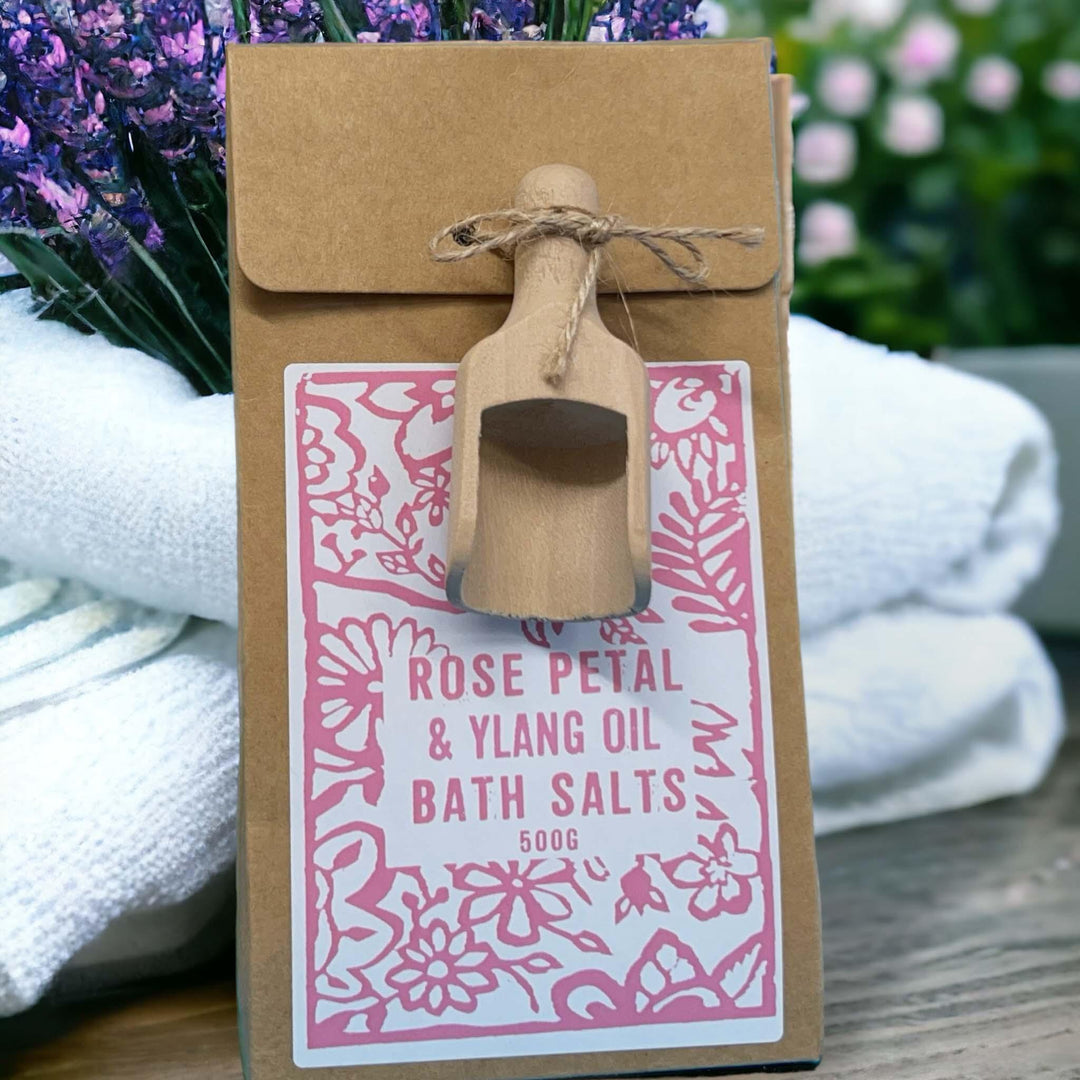 ROSE PETAL
& YLANG OIL
BATH SALTS
500G